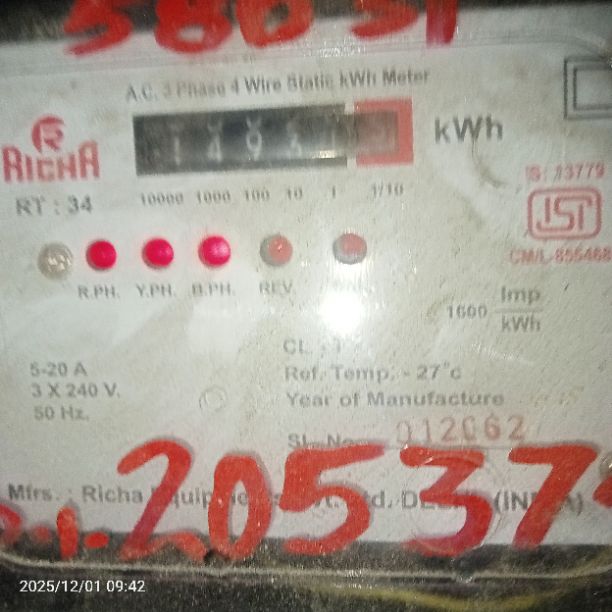 58051
A.C. 3 Phase 4 Wire Static kWh Meter
RICHA
kWh
IS: 13779
RT : 34
10000 1000 100 10 1 1/10
CM/L-855468
R.PH. Y.PH. B.PH. REV.
1600 Imp/kWh
5-20 A
3 X 240 V.
50 Hz.
Ref. Temp. - 27°c
Year of Manufacture
Sl. No. 012062
Mfrs. : Richa
20537
2025/12/01 09:42